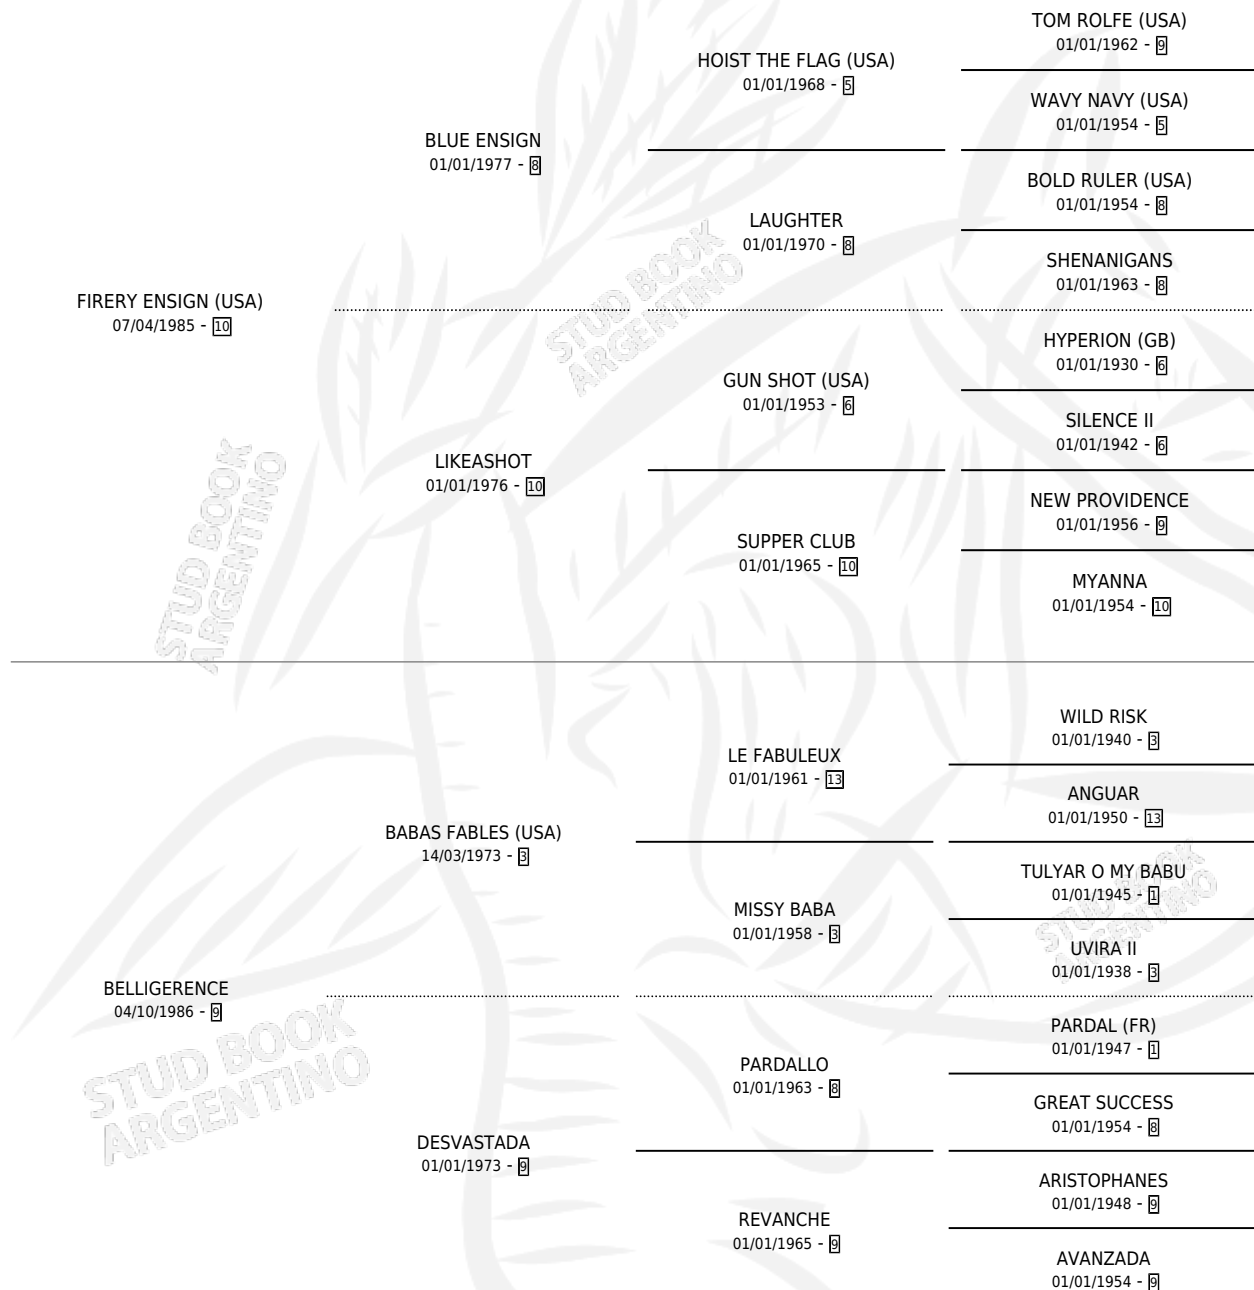 TOM ROLFE (USA)
01/01/1962 - 9
HOIST THE FLAG (USA)
01/01/1968 - 5
WAVY NAVY (USA)
01/01/1954 - 5
BLUE ENSIGN
01/01/1977 - 8
BOLD RULER (USA)
01/01/1954 - 8
LAUGHTER
01/01/1970 - 8
SHENANIGANS
01/01/1963 - 8
FIRERY ENSIGN (USA)
07/04/1985 - 10
HYPERION (GB)
01/01/1930 - 6
GUN SHOT (USA)
01/01/1953 - 6
SILENCE II
01/01/1942 - 6
LIKEASHOT
01/01/1976 - 10
NEW PROVIDENCE
01/01/1956 - 9
SUPPER CLUB
01/01/1965 - 10
MYANNA
01/01/1954 - 10
WILD RISK
01/01/1940 - 3
LE FABULEUX
01/01/1961 - 13
ANGUAR
01/01/1950 - 13
BABAS FABLES (USA)
14/03/1973 - 3
TULYAR O MY BABU
01/01/1945 - 1
MISSY BABA
01/01/1958 - 3
UVIRA II
01/01/1938 - 3
BELLIGERENCE
04/10/1986 - 9
PARDAL (FR)
01/01/1947 - 1
PARDALLO
01/01/1963 - 8
GREAT SUCCESS
01/01/1954 - 8
DESVASTADA
01/01/1973 - 9
ARISTOPHANES
01/01/1948 - 9
REVANCHE
01/01/1965 - 9
AVANZADA
01/01/1954 - 9
STUD BOOK
ARGENTINO
STUD BOOK
ARGENTINO
STUD BOOK
ARGENTINO
STUD BOOK
ARGENTINO